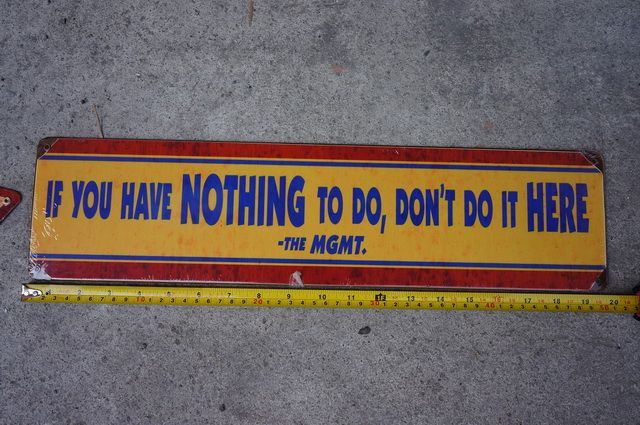 IF YOU HAVE NOTHING TO DO, DON'T DO IT HERE
-THE MGMT.